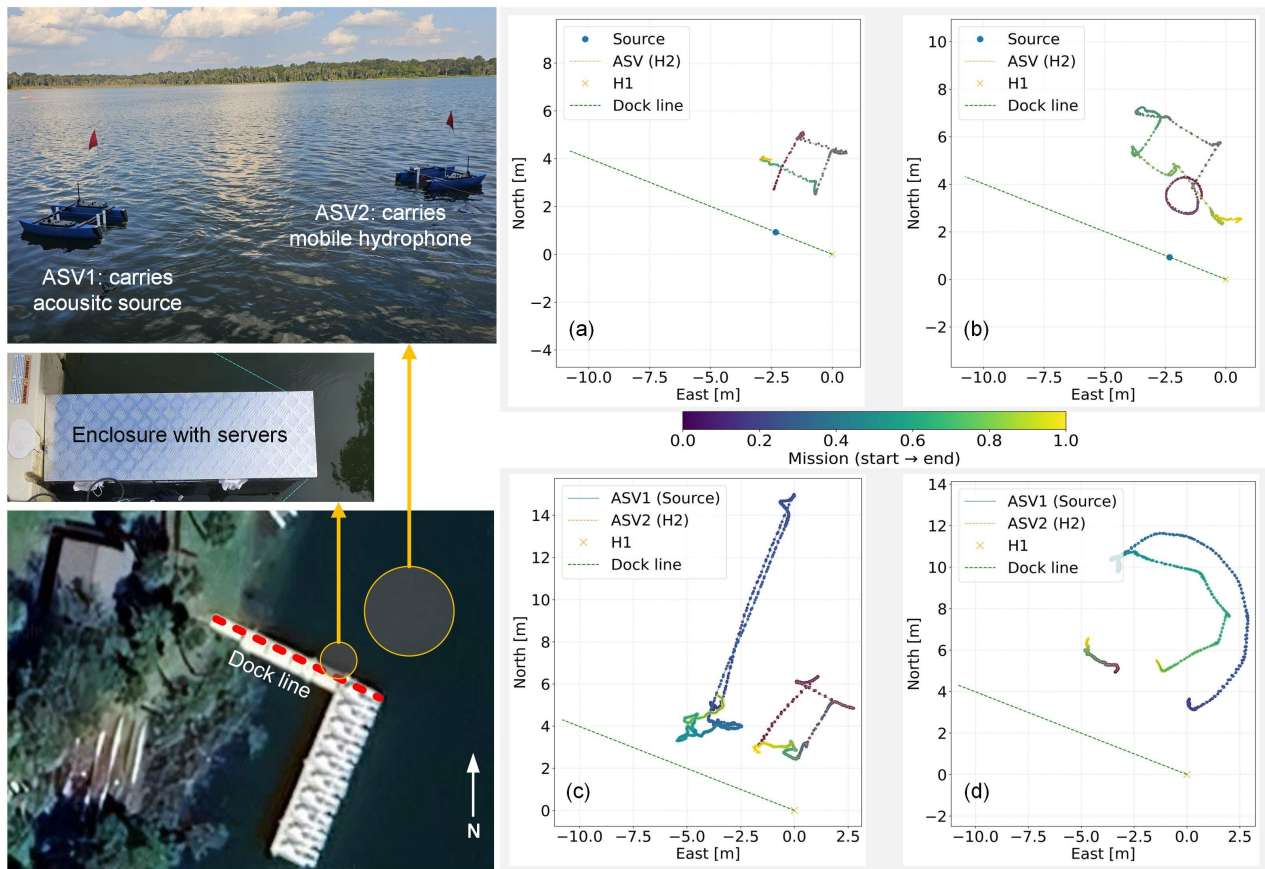 ASV1: carries
acousitc source
ASV2: carries
mobile hydrophone
Enclosure with servers
Dock line
N
Source
ASV (H2)
H1
Dock line
North [m]
8
6
4
2
0
−2
−4
(a)
−10.0 −7.5 −5.0 −2.5 0.0
East [m]
Source
ASV (H2)
H1
Dock line
North [m]
10
8
6
4
2
0
−2
(b)
−10.0 −7.5 −5.0 −2.5 0.0
East [m]
0.0 0.2 0.4 0.6 0.8 1.0
Mission (start → end)
ASV1 (Source)
ASV2 (H2)
H1
Dock line
North [m]
14
12
10
8
6
4
2
0
(c)
−10.0 −7.5 −5.0 −2.5 0.0 2.5
East [m]
ASV1 (Source)
ASV2 (H2)
H1
Dock line
North [m]
14
12
10
8
6
4
2
0
−2
(d)
−10.0 −7.5 −5.0 −2.5 0.0 2.5
East [m]